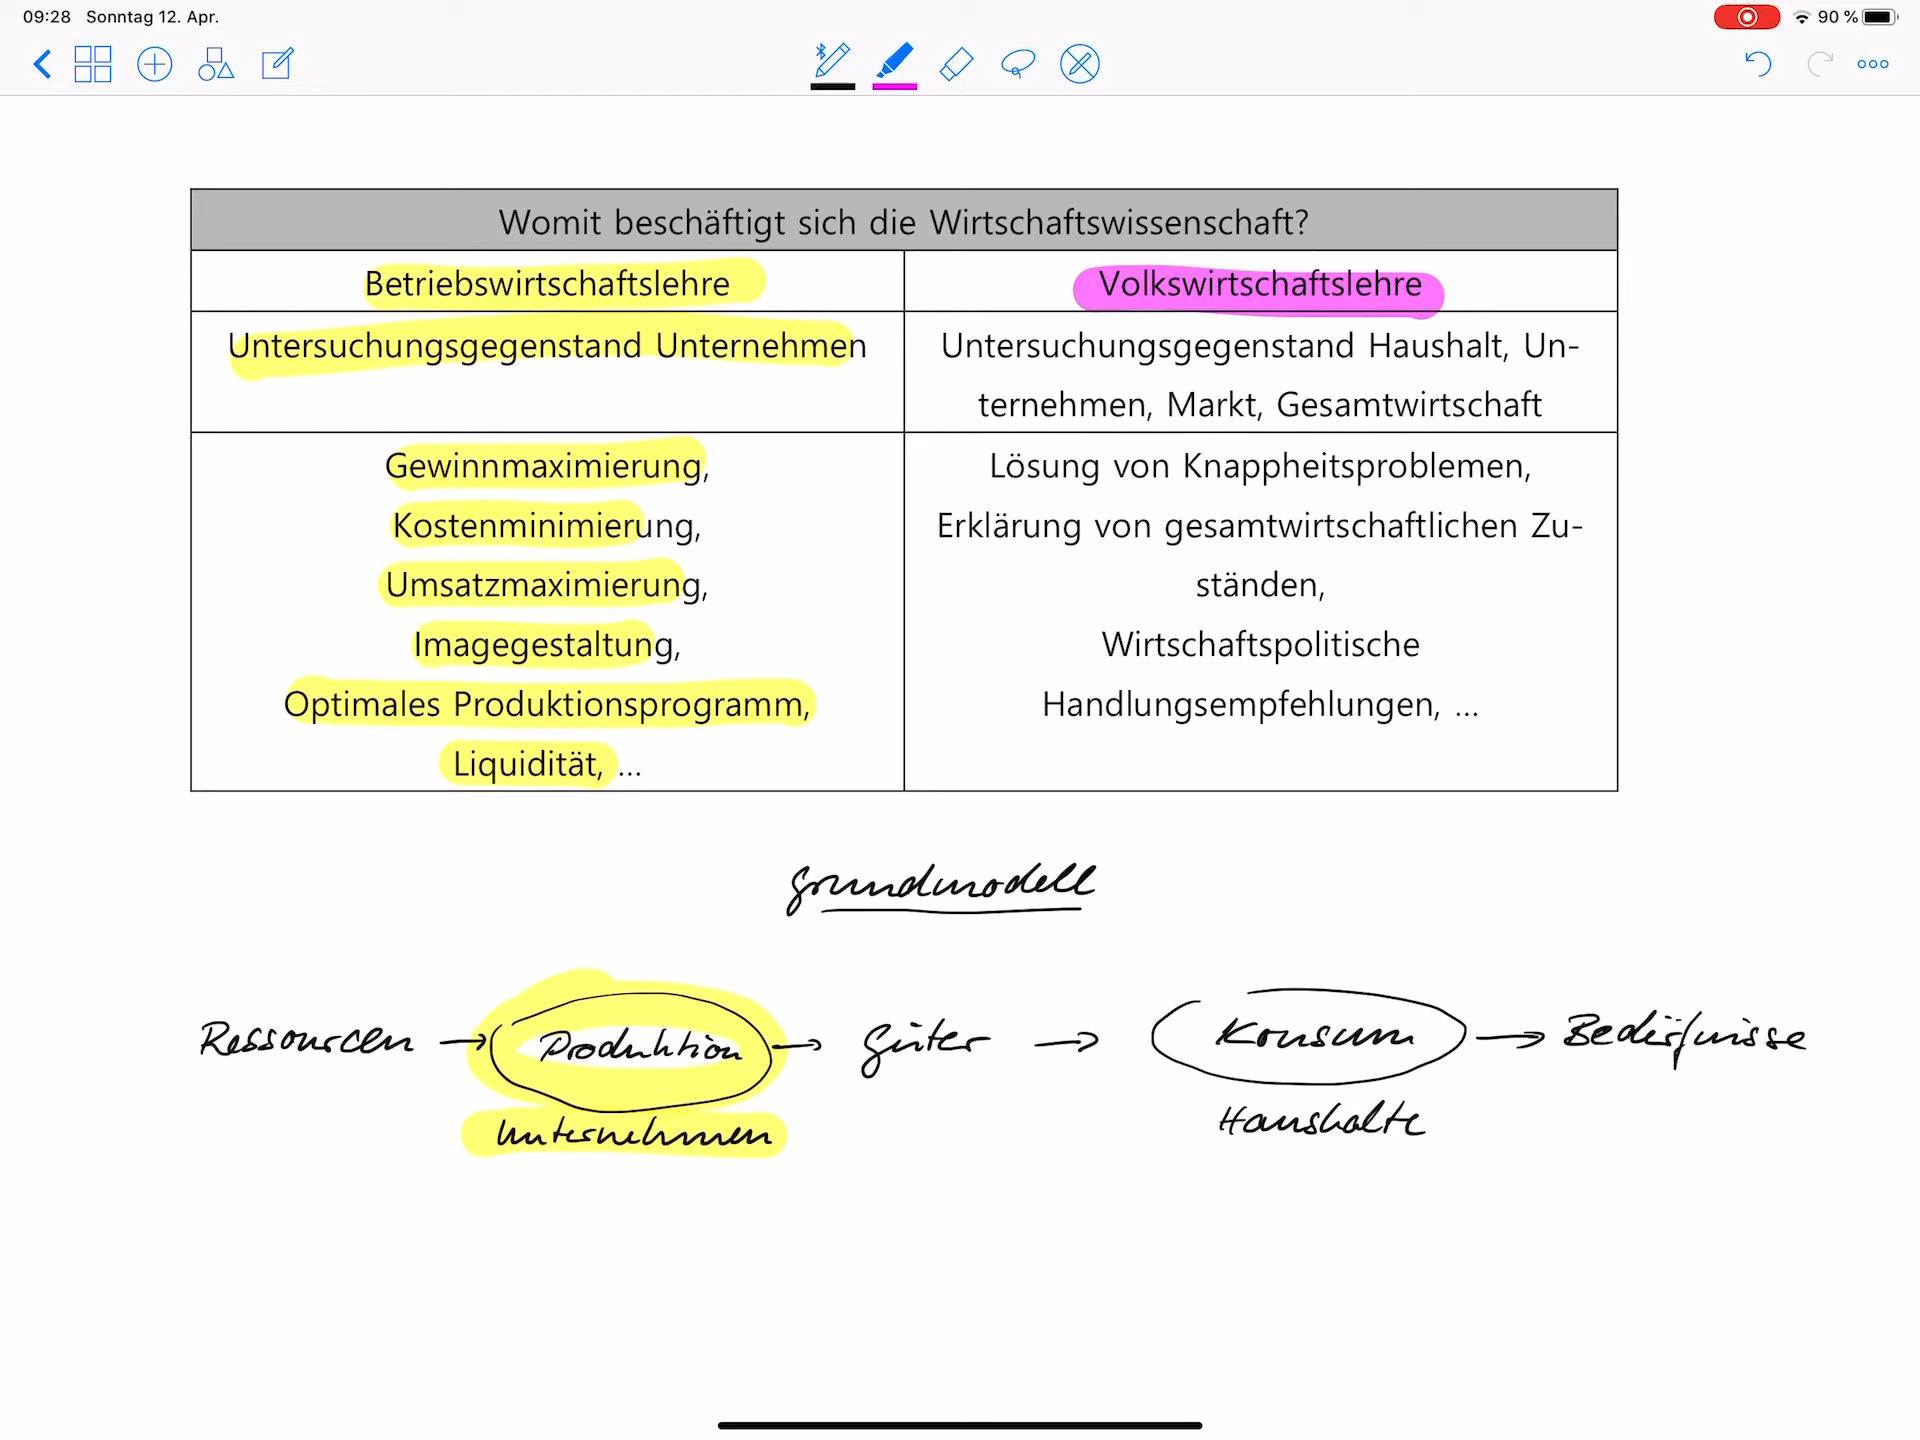 09:28 Sonntag 12. Apr.
90 %
Womit beschäftigt sich die Wirtschaftswissenschaft?
Betriebswirtschaftslehre
Volkswirtschaftslehre
Untersuchungsgegenstand Unternehmen
Untersuchungsgegenstand Haushalt, Un-
ternehmen, Markt, Gesamtwirtschaft
Gewinnmaximierung,
Kostenminimierung,
Umsatzmaximierung,
Imagegestaltung,
Optimales Produktionsprogramm,
Liquidität, ...
Lösung von Knappheitsproblemen,
Erklärung von gesamtwirtschaftlichen Zu-
ständen,
Wirtschaftspolitische
Handlungsempfehlungen, ...
Grundmodell
Ressourcen → Produktion → Güter → Konsum → Bedürfnisse
Unternehmen
Haushalte